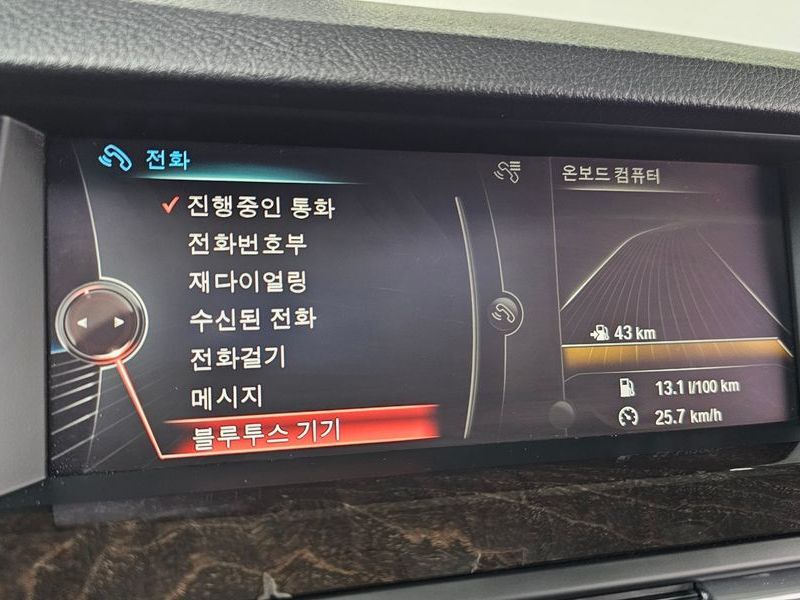 전화
✓ 진행중인 통화
전화번호부
재다이얼링
수신된 전화
전화걸기
메시지
블루투스 기기
온보드 컴퓨터
43 km
13.1 l/100 km
25.7 km/h